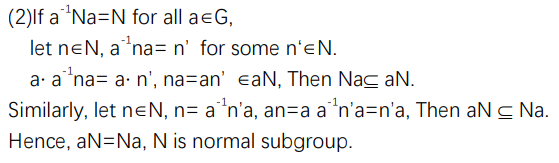 (2)If a⁻¹Na=N for all a∈G,
let n∈N, a⁻¹na= n' for some n'∈N.
a· a⁻¹na= a· n', na=an' ∈aN, Then Na⊆ aN.
Similarly, let n∈N, n= a⁻¹n'a, an=a a⁻¹n'a=n'a, Then aN ⊆ Na.
Hence, aN=Na, N is normal subgroup.